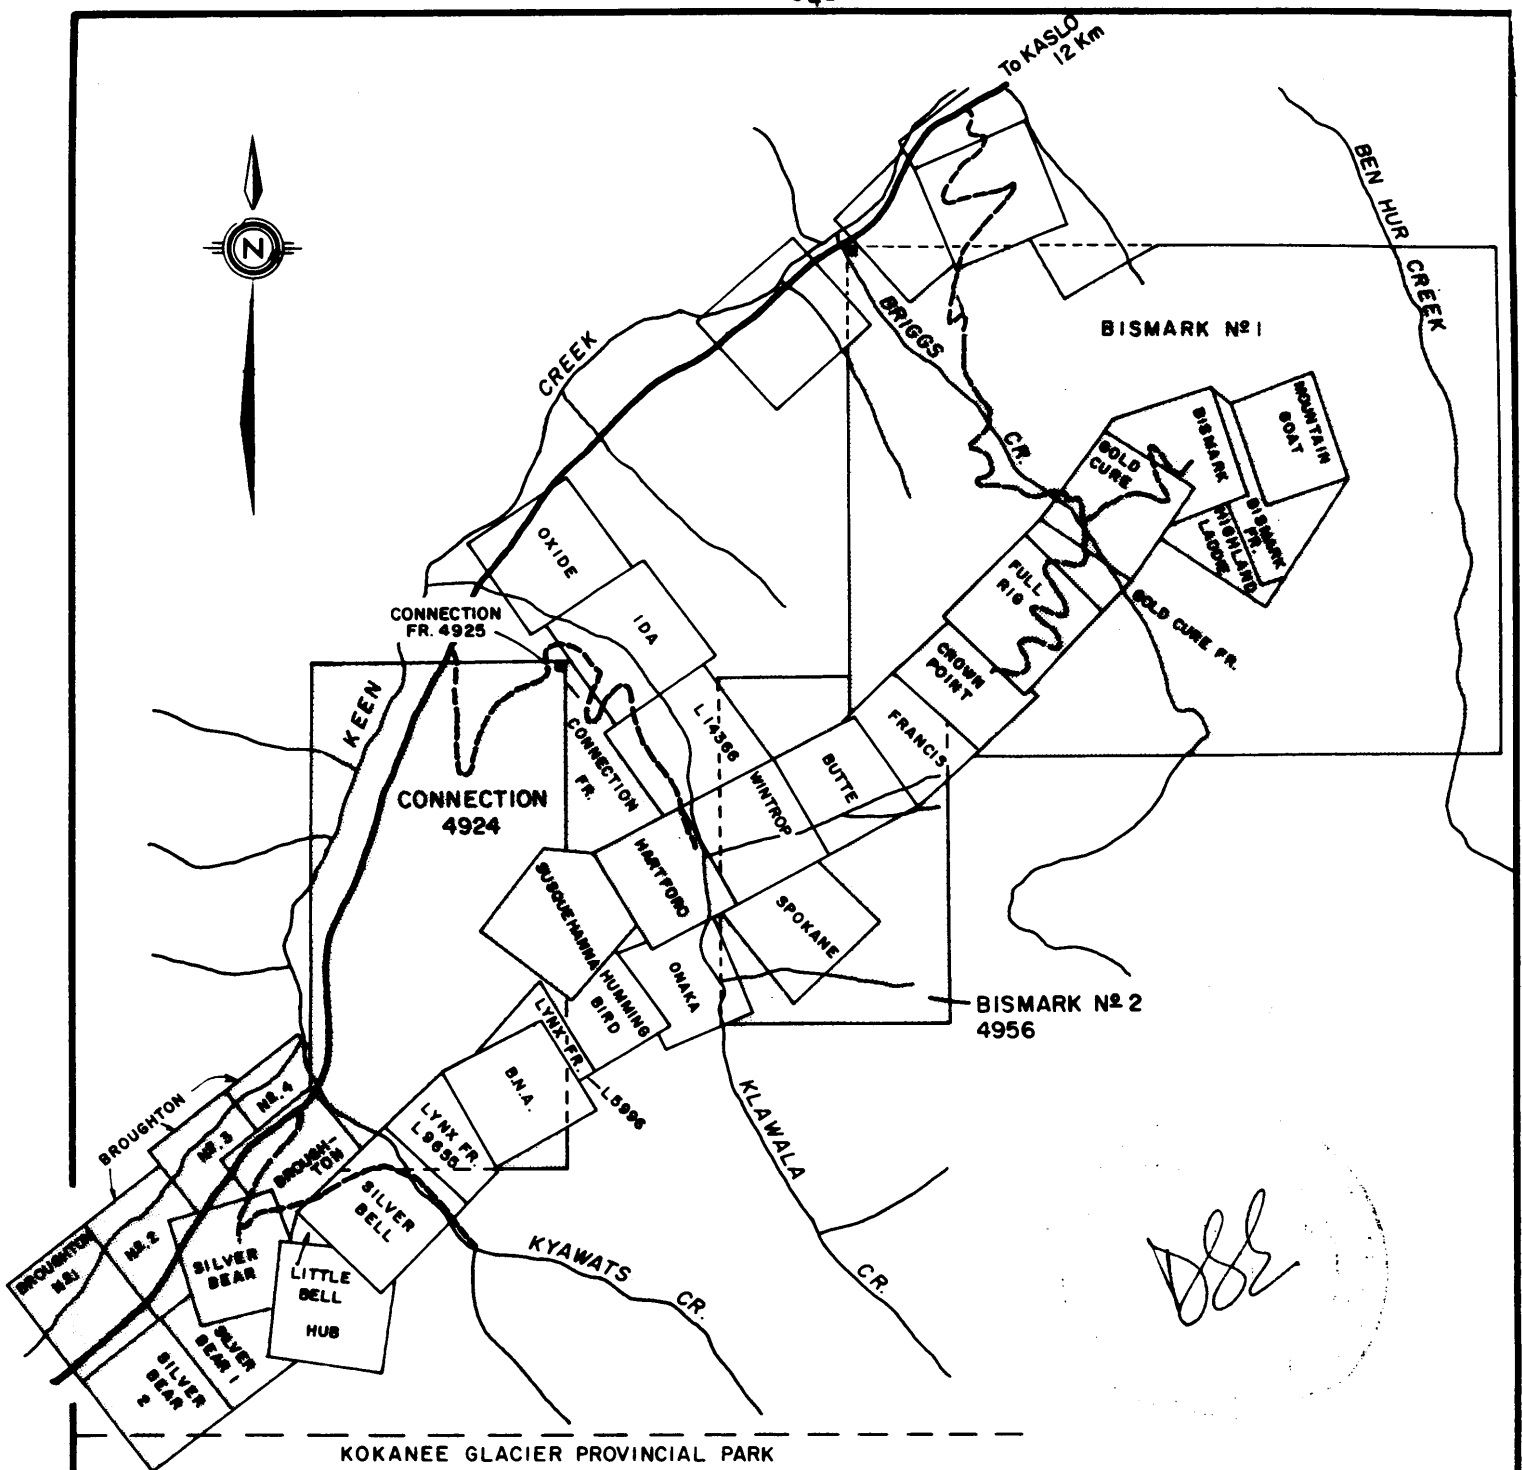 -4-
To KASLO
12 Km
BEN HUR CREEK
N
CREEK
BRIGGS
CR.
BISMARK Nº 1
MOUNTAIN
GOAT
BISMARK
GOLD
CURE
BISMARK
FR.
HIGHLAND
LADDIE
OXIDE
FULL
RIG
GOLD CURE FR.
CONNECTION
FR. 4925
IDA
CROWN
POINT
KEEN
L 14366
FRANCIS
CONNECTION
FR.
WINTROP
BUTTE
CONNECTION
4924
HARTFORD
SUSQUEHANNA
SPOKANE
ONAKA
HUMMING
BIRD
BISMARK Nº 2
4956
LYNX FR.
B.N.A.
L5996
KLAWALA
CR.
BROUGHTON
Nº. 4
Nº. 3
LYNX FR.
L 9656
BROUGH-
TON
SILVER
BELL
Nº. 2
BROUGHTON
Nº1
SILVER
BEAR
KYAWATS
CR.
LITTLE
BELL
HUB
SILVER
BEAR 1
SILVER
BEAR
2
KOKANEE GLACIER PROVINCIAL PARK